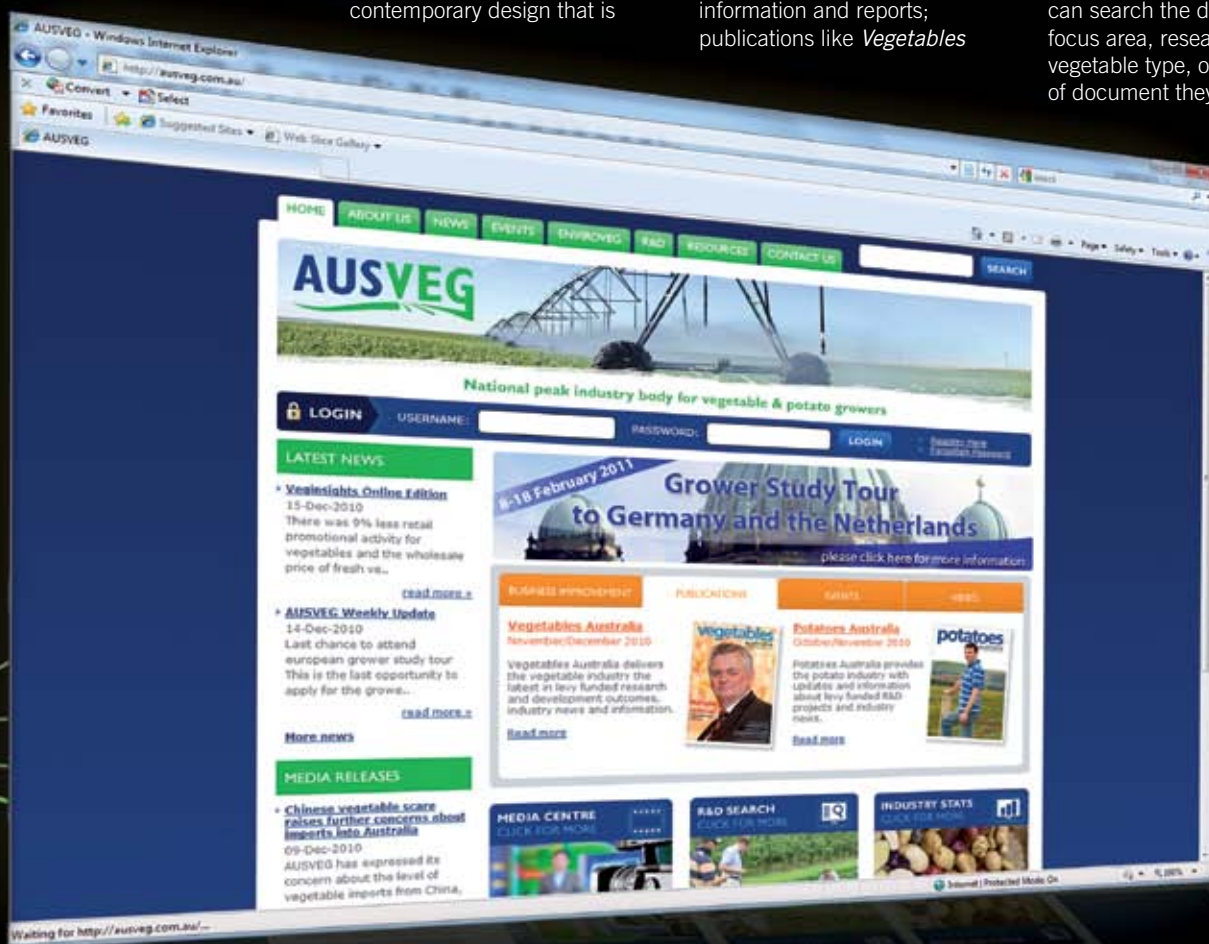 contemporary design that is
information and reports;
publications like Vegetables
can search the d
focus area, resea
vegetable type, o
of document they
AUSVEG - Windows Internet Explorer
http://ausveg.com.au/
Convert Select
Favorites Suggested Sites Web Slice Gallery
AUSVEG
Page Safety Tools
HOME ABOUT US NEWS EVENTS ENVIROVEG R&D RESOURCES CONTACT US SEARCH
AUSVEG
National peak industry body for vegetable & potato growers
LOGIN USERNAME: PASSWORD: LOGIN
Register Here
Forgotten Password
LATEST NEWS
Veginsights Online Edition
15-Dec-2010
There was 9% less retail
promotional activity for
vegetables and the wholesale
price of fresh ve..
read more »
AUSVEG Weekly Update
14-Dec-2010
Last chance to attend
european grower study tour
This is the last opportunity to
apply for the growe..
read more »
More news
MEDIA RELEASES
Chinese vegetable scare
raises further concerns about
imports into Australia
09-Dec-2010
AUSVEG has expressed its
concern about the level of
vegetable imports from China,
8-18 February 2011
Grower Study Tour
to Germany and the Netherlands
please click here for more information
BUSINESS IMPROVEMENT PUBLICATIONS EVENTS
Vegetables Australia
November/December 2010
Vegetables Australia delivers
the vegetable industry the
latest in levy funded research
and development outcomes,
industry news and information.
Read more
vegetables
Potatoes Australia
October/November 2010
Potatoes Australia provides
the potato industry with
updates and information
about levy funded R&D
projects and industry
news.
Read more
potatoes
MEDIA CENTRE
CLICK FOR MORE
R&D SEARCH
CLICK FOR MORE
INDUSTRY STATS
CLICK FOR MORE
Waiting for http://ausveg.com.au/...
Internet | Protected Mode: On
100%